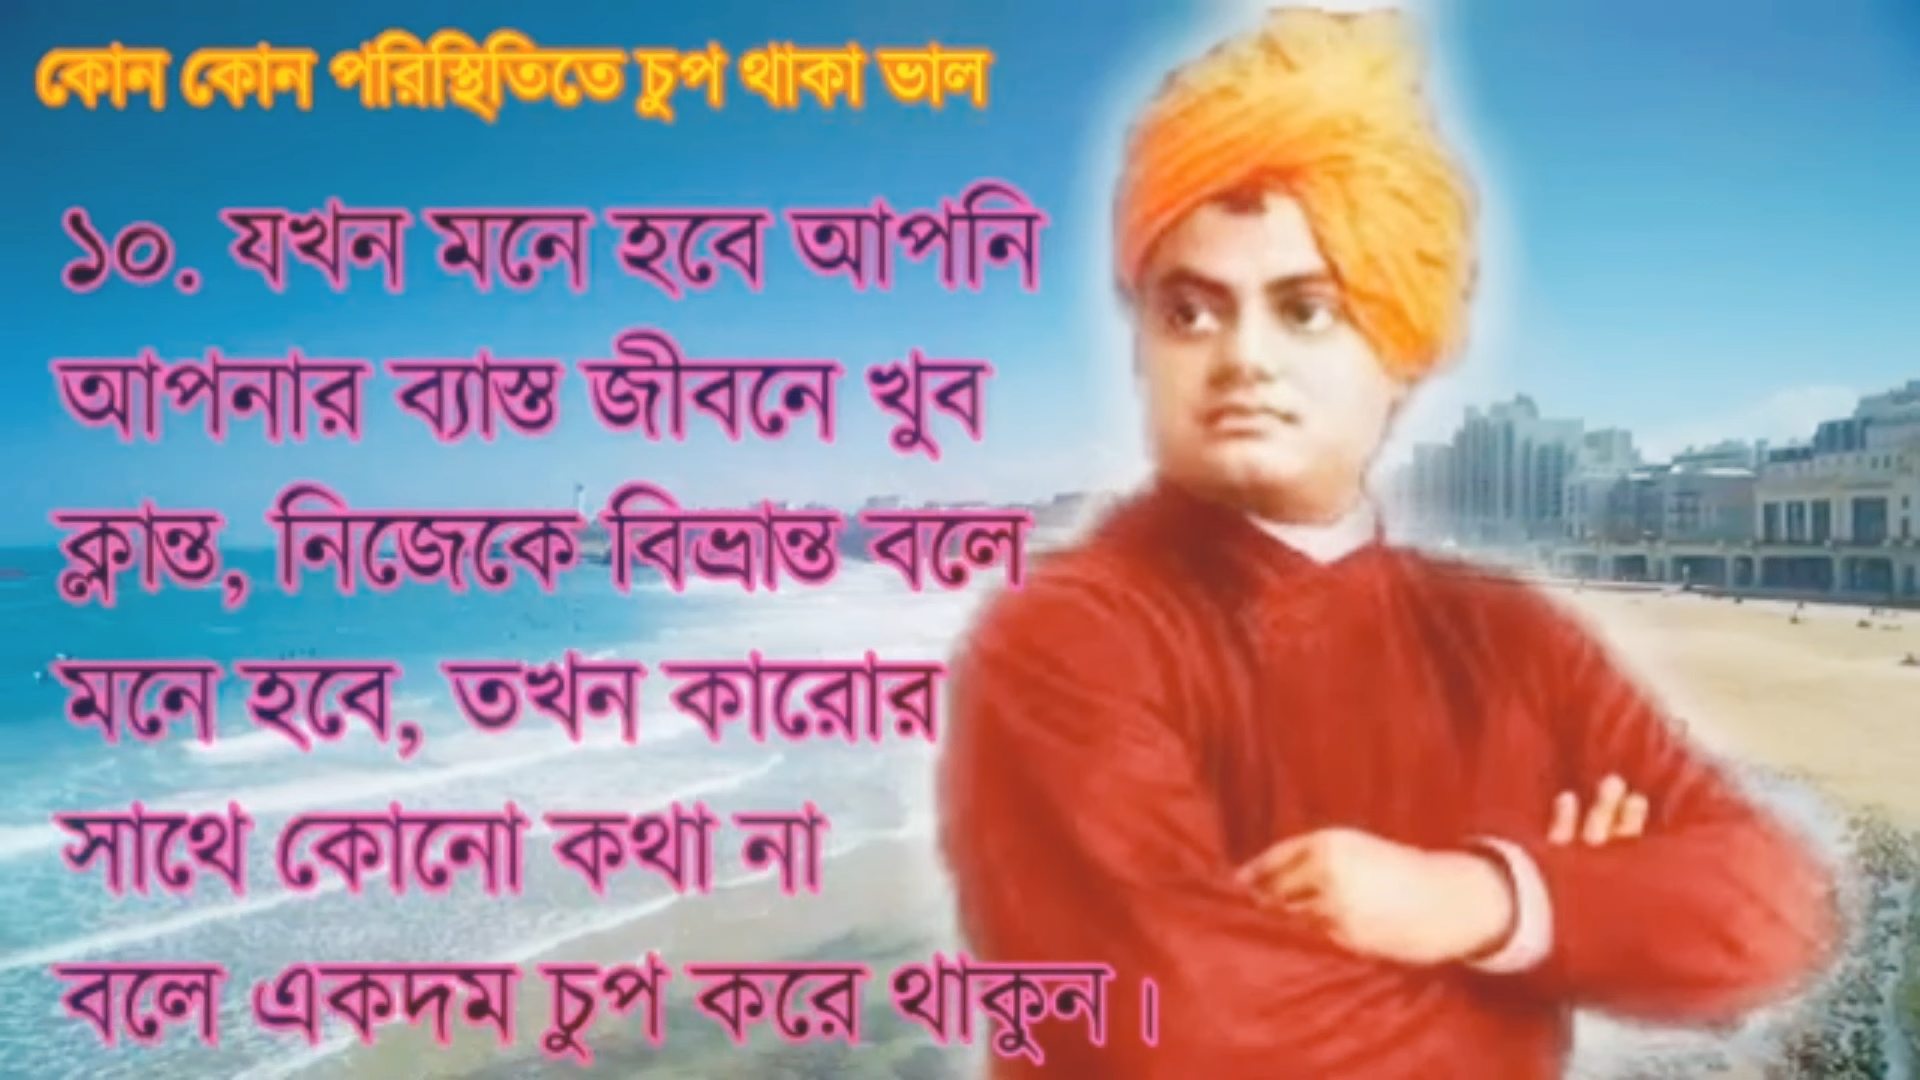 কোন কোন পরিস্থিতিতে চুপ থাকা ভাল
১০. যখন মনে হবে আপনি
আপনার ব্যাস্ত জীবনে খুব
ক্লান্ত, নিজেকে বিভ্রান্ত বলে
মনে হবে, তখন কারোর
সাথে কোনো কথা না
বলে একদম চুপ করে থাকুন।